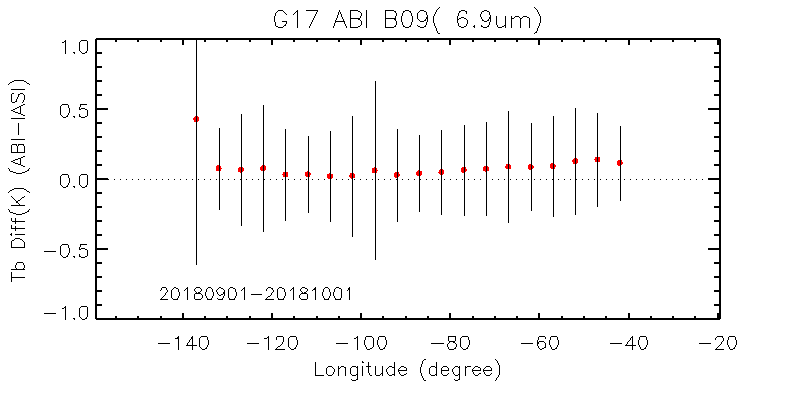 G17 ABI B09( 6.9um)
1.0
0.5
0.0
−0.5
−1.0
Tb Diff(K) (ABI−IASI)
20180901−20181001
−140 −120 −100 −80 −60 −40 −20
Longitude (degree)